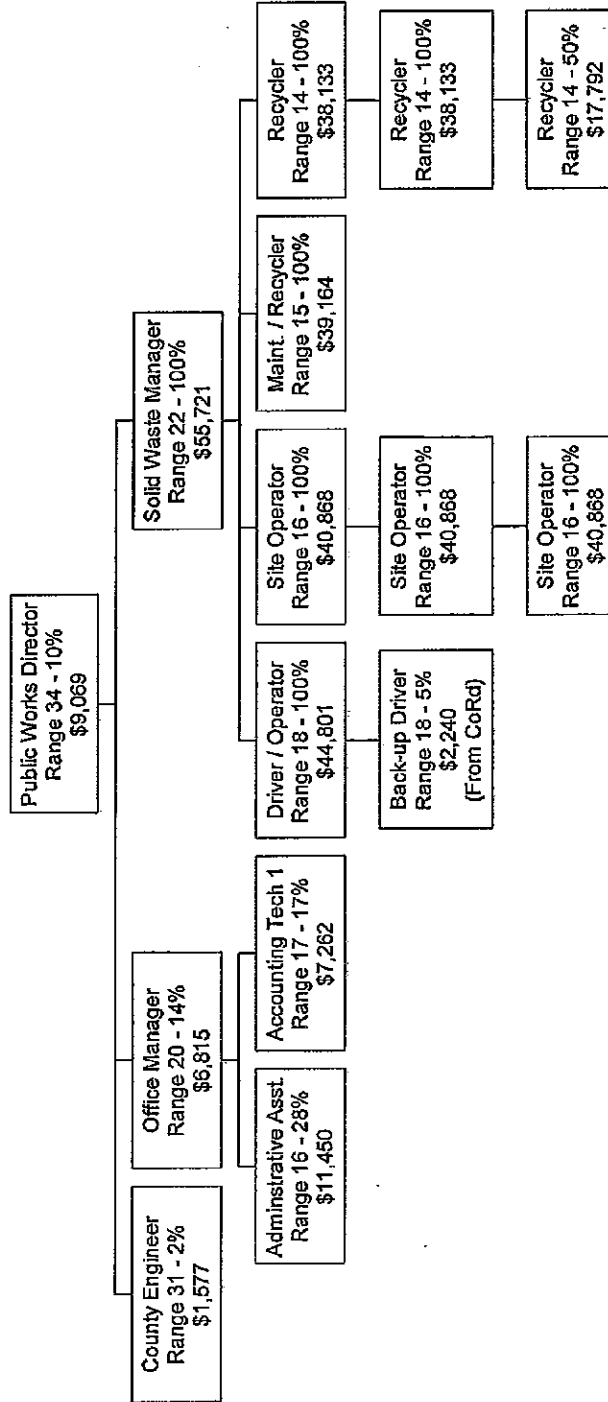 Public Works Director
Range 34 - 10%
$9,069
County Engineer
Range 31 - 2%
$1,577
Office Manager
Range 20 - 14%
$6,815
Solid Waste Manager
Range 22 - 100%
$55,721
Adminstrative Asst.
Range 16 - 28%
$11,450
Accounting Tech 1
Range 17 - 17%
$7,262
Driver / Operator
Range 18 - 100%
$44,801
Site Operator
Range 16 - 100%
$40,868
Maint. / Recycler
Range 15 - 100%
$39,164
Recycler
Range 14 - 100%
$38,133
Back-up Driver
Range 18 - 5%
$2,240
(From CoRd)
Site Operator
Range 16 - 100%
$40,868
Recycler
Range 14 - 100%
$38,133
Site Operator
Range 16 - 100%
$40,868
Recycler
Range 14 - 50%
$17,792